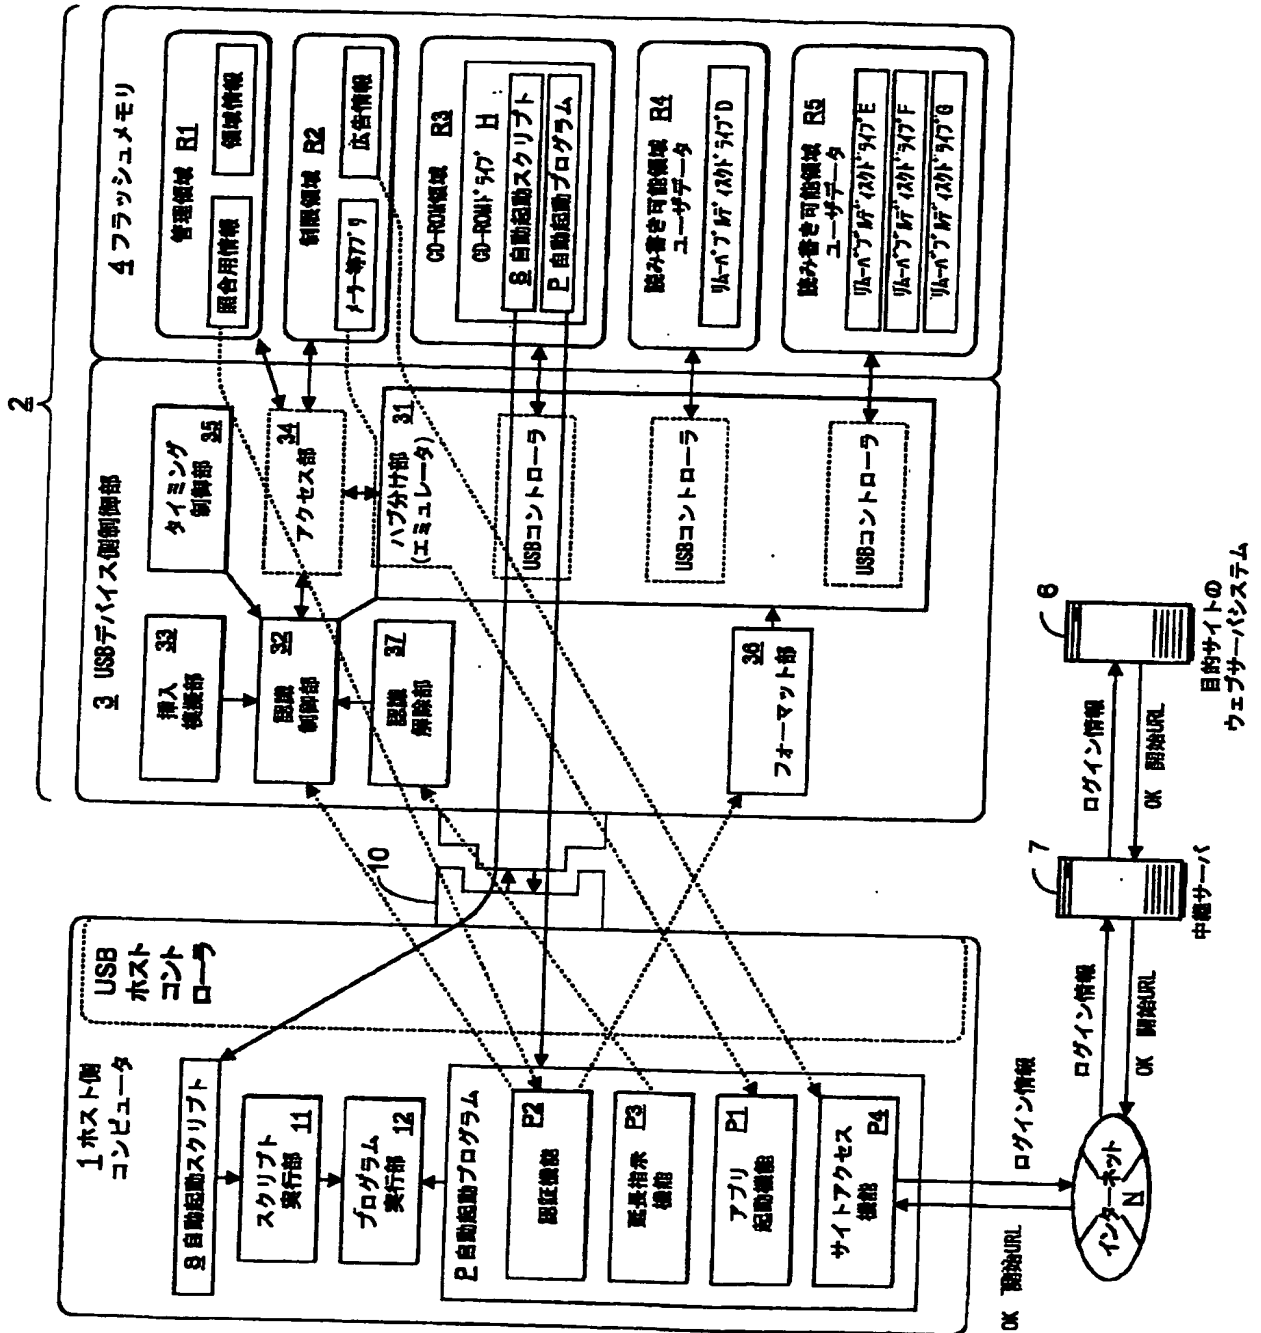 2
1 ホスト側
コンピュータ
USB
ホスト
コント
ローラ
S 自動起動スクリプト
スクリプト
実行部 11
プログラム
実行部 12
P 自動起動プログラム
認証機能 P2
延長指示
機能 P3
アプリ
起動機能 P1
サイトアクセス
機能 P4
10
3 USBデバイス側制御部
挿入
模擬部 33
認識
制御部 32
認識
解除部 37
タイミング
制御部 35
アクセス部 34
ハブ分け部 31
(エミュレータ)
USBコントローラ
USBコントローラ
USBコントローラ
フォーマット部 36
4 フラッシュメモリ
管理領域 R1
照合用情報
領域情報
制限領域 R2
メーラー等アプリ
広告情報
CD-ROM領域 R3
CD-ROMドライブ H
S 自動起動スクリプト
P 自動起動プログラム
読み書き可能領域 R4
ユーザデータ
リムーバブルディスクドライブD
読み書き可能領域 R5
ユーザデータ
リムーバブルディスクドライブE
リムーバブルディスクドライブF
リムーバブルディスクドライブG
OK 開始URL
ログイン情報
インターネット
N
ログイン情報
OK 開始URL
7
中継サーバ
ログイン情報
OK 開始URL
6
目的サイトの
ウェブサーバシステム